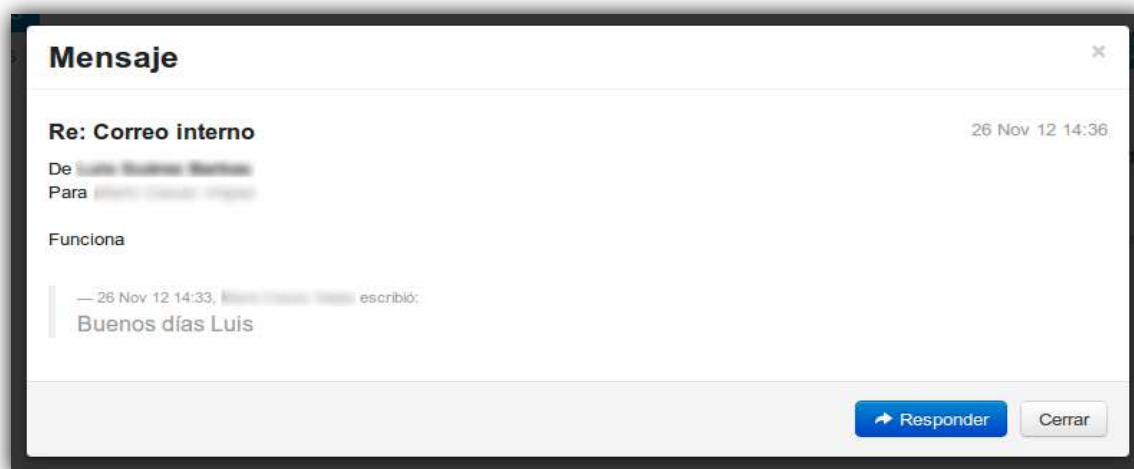 Mensaje
×
Re: Correo interno
26 Nov 12 14:36
De
Para
Funciona
— 26 Nov 12 14:33, escribió:
Buenos días Luis
Responder
Cerrar